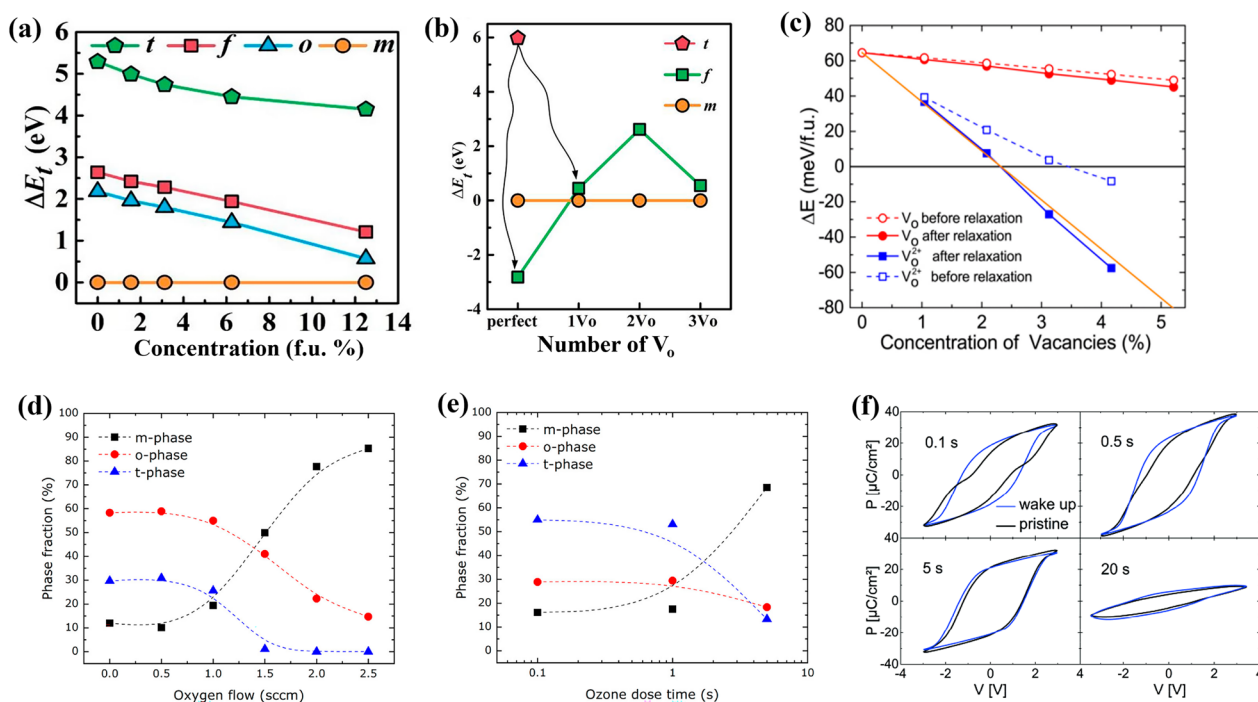 (a)
t f o m
ΔE_t (eV)
6
5
4
3
2
1
0
0 2 4 6 8 10 12 14
Concentration (f.u. %)
(b)
t
f
m
ΔE_t (eV)
6
4
2
0
-2
-4
perfect 1Vo 2Vo 3Vo
Number of V_o
(c)
ΔE (meV/f.u.)
80
60
40
20
0
-20
-40
-60
-80
V_O before relaxation
V_O after relaxation
V_O^2+ after relaxation
V_O^2+ before relaxation
0 1 2 3 4 5
Concentration of Vacancies (%)
(d)
Phase fraction (%)
100
90
80
70
60
50
40
30
20
10
0
m-phase
o-phase
t-phase
0.0 0.5 1.0 1.5 2.0 2.5
Oxygen flow (sccm)
(e)
Phase fraction (%)
100
90
80
70
60
50
40
30
20
10
0
m-phase
o-phase
t-phase
0.1 1 10
Ozone dose time (s)
(f)
P [µC/cm²]
40
20
0
-20
-40
0.1 s
wake up
pristine
0.5 s
P [µC/cm²]
20
0
-20
-40
5 s
20 s
-4 -2 0 2 -4 -2 0 2 4
V [V] V [V]